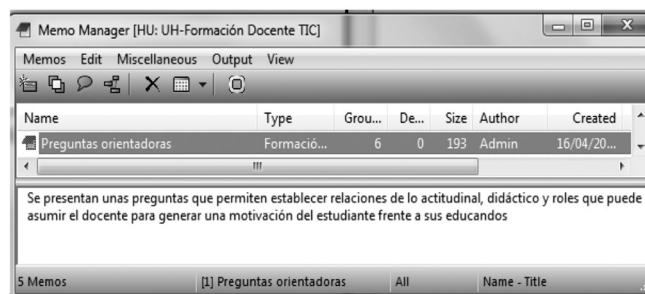 Memo Manager [HU: UH-Formación Docente TIC]
Memos Edit Miscellaneous Output View
Name Type Grou... De... Size Author Created
Preguntas orientadoras Formació... 6 0 193 Admin 16/04/20...
Se presentan unas preguntas que permiten establecer relaciones de lo actitudinal, didáctico y roles que puede
asumir el docente para generar una motivación del estudiante frente a sus educandos
5 Memos [1] Preguntas orientadoras All Name - Title